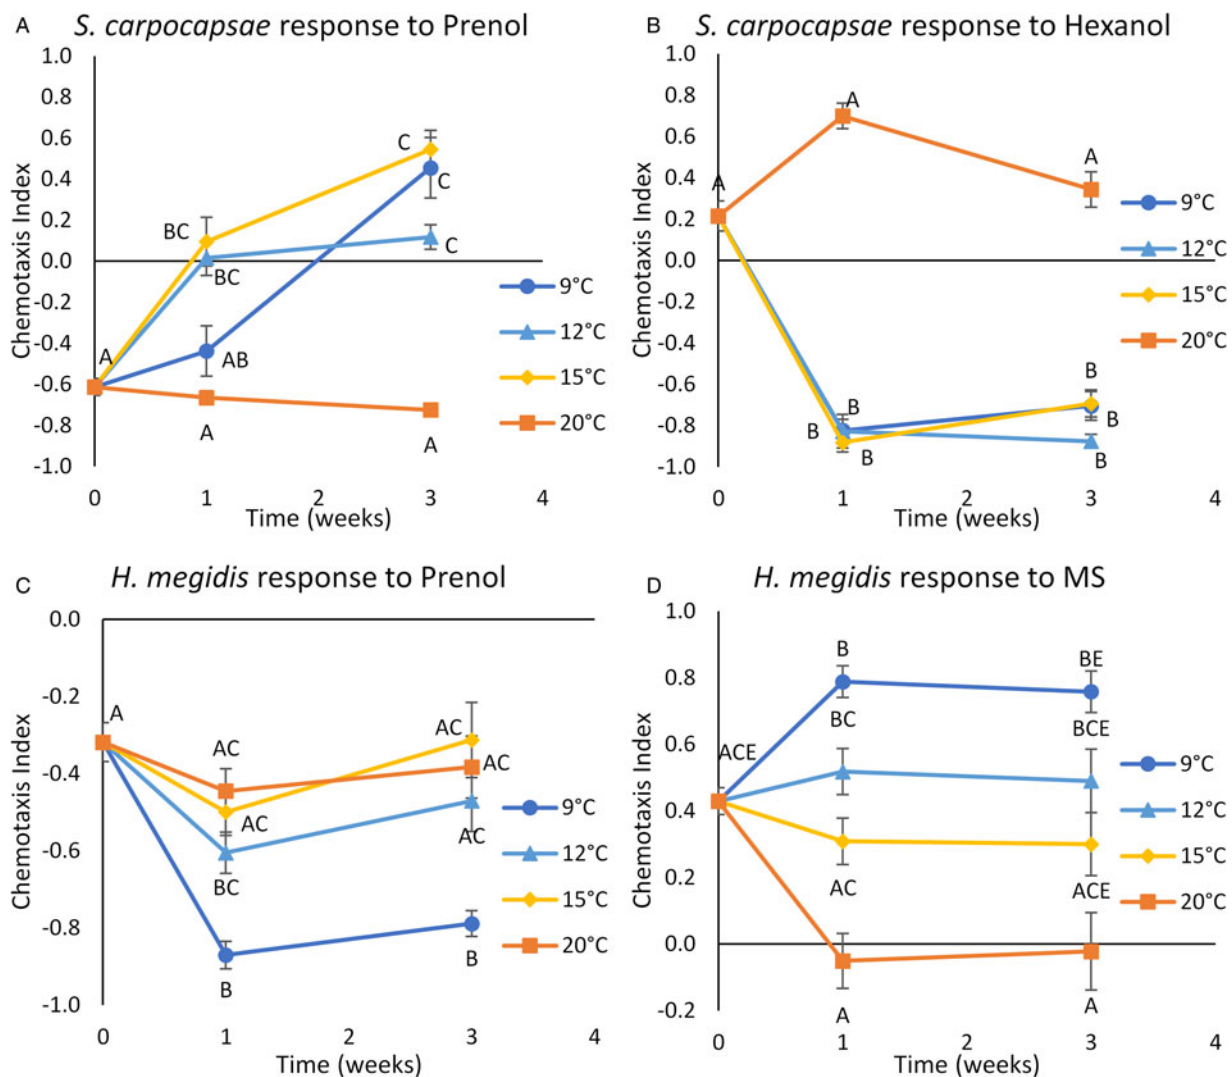 A
S. carpocapsae response to Prenol
1.0
0.8
0.6
0.4
0.2
0.0
-0.2
-0.4
-0.6
-0.8
-1.0
Chemotaxis Index
A
BC
BC
AB
A
C
C
C
A
9°C
12°C
15°C
20°C
0 1 2 3 4
Time (weeks)
B
S. carpocapsae response to Hexanol
1.0
0.8
0.6
0.4
0.2
0.0
-0.2
-0.4
-0.6
-0.8
-1.0
Chemotaxis Index
A
A
A
B
B
B
B
B
B
9°C
12°C
15°C
20°C
0 1 2 3 4
Time (weeks)
C
H. megidis response to Prenol
0.0
-0.2
-0.4
-0.6
-0.8
-1.0
Chemotaxis Index
A
AC
AC
BC
B
AC
AC
AC
B
9°C
12°C
15°C
20°C
0 1 2 3 4
Time (weeks)
D
H. megidis response to MS
1.0
0.8
0.6
0.4
0.2
0.0
-0.2
Chemotaxis Index
ACE
B
BC
AC
A
BE
BCE
ACE
A
9°C
12°C
15°C
20°C
0 1 2 3 4
Time (weeks)